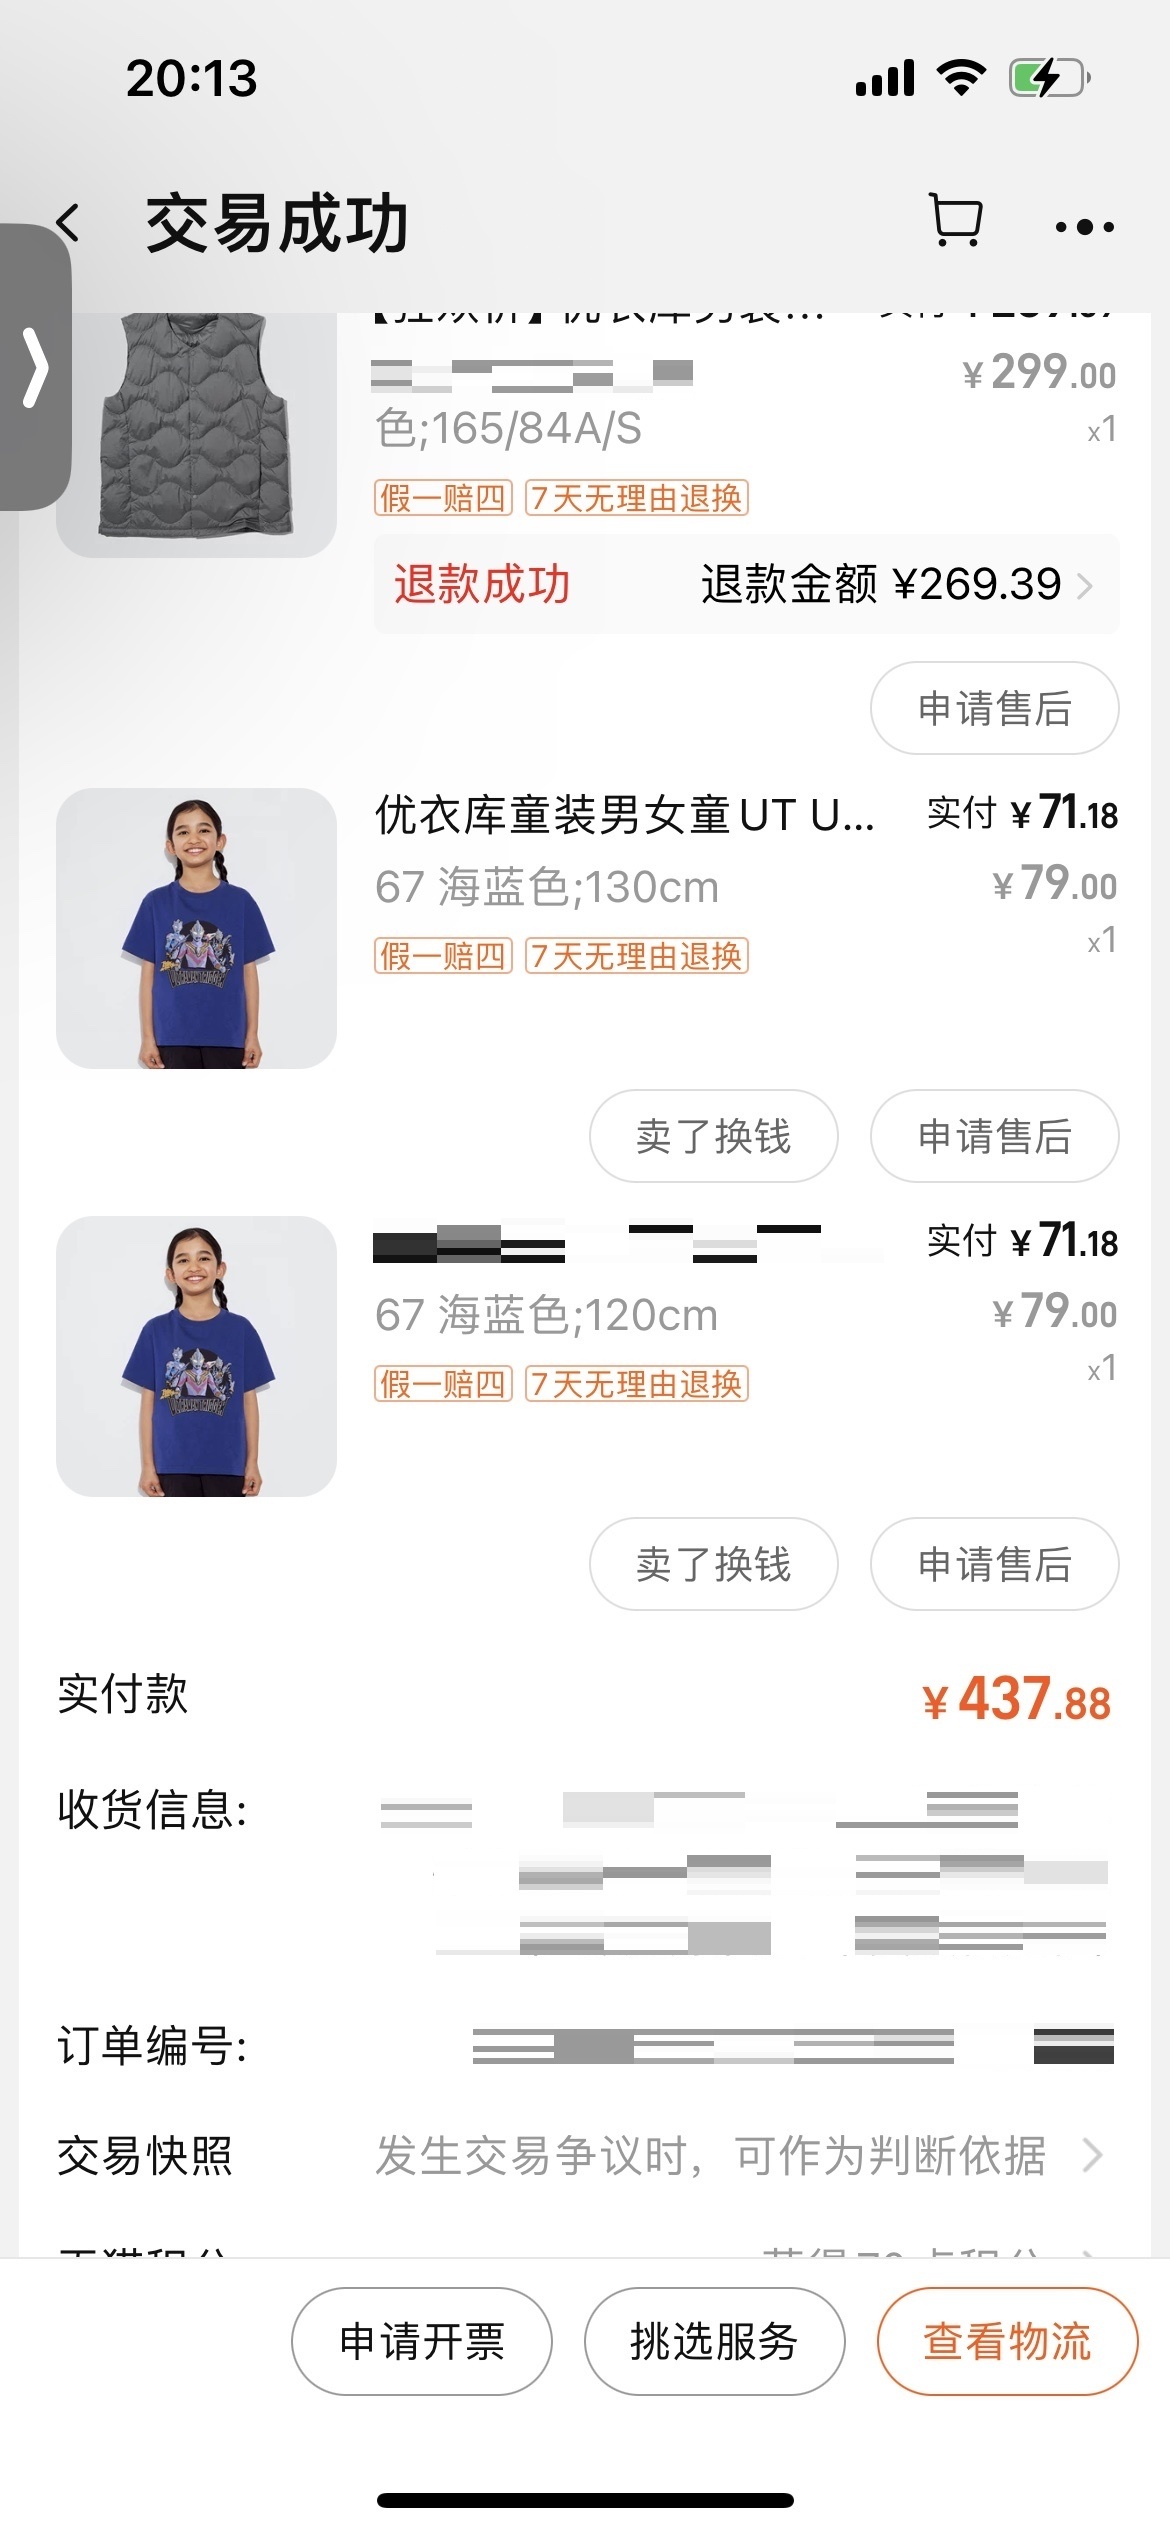 20:13
交易成功
¥299.00
色;165/84A/S
x1
假一赔四 7天无理由退换
退款成功 退款金额 ¥269.39
申请售后
优衣库童装男女童UT U... 实付 ¥71.18
67 海蓝色;130cm ¥79.00
假一赔四 7天无理由退换 x1
卖了换钱 申请售后
实付 ¥71.18
67 海蓝色;120cm ¥79.00
假一赔四 7天无理由退换 x1
卖了换钱 申请售后
实付款 ¥437.88
收货信息:
订单编号:
交易快照 发生交易争议时，可作为判断依据
申请开票 挑选服务 查看物流